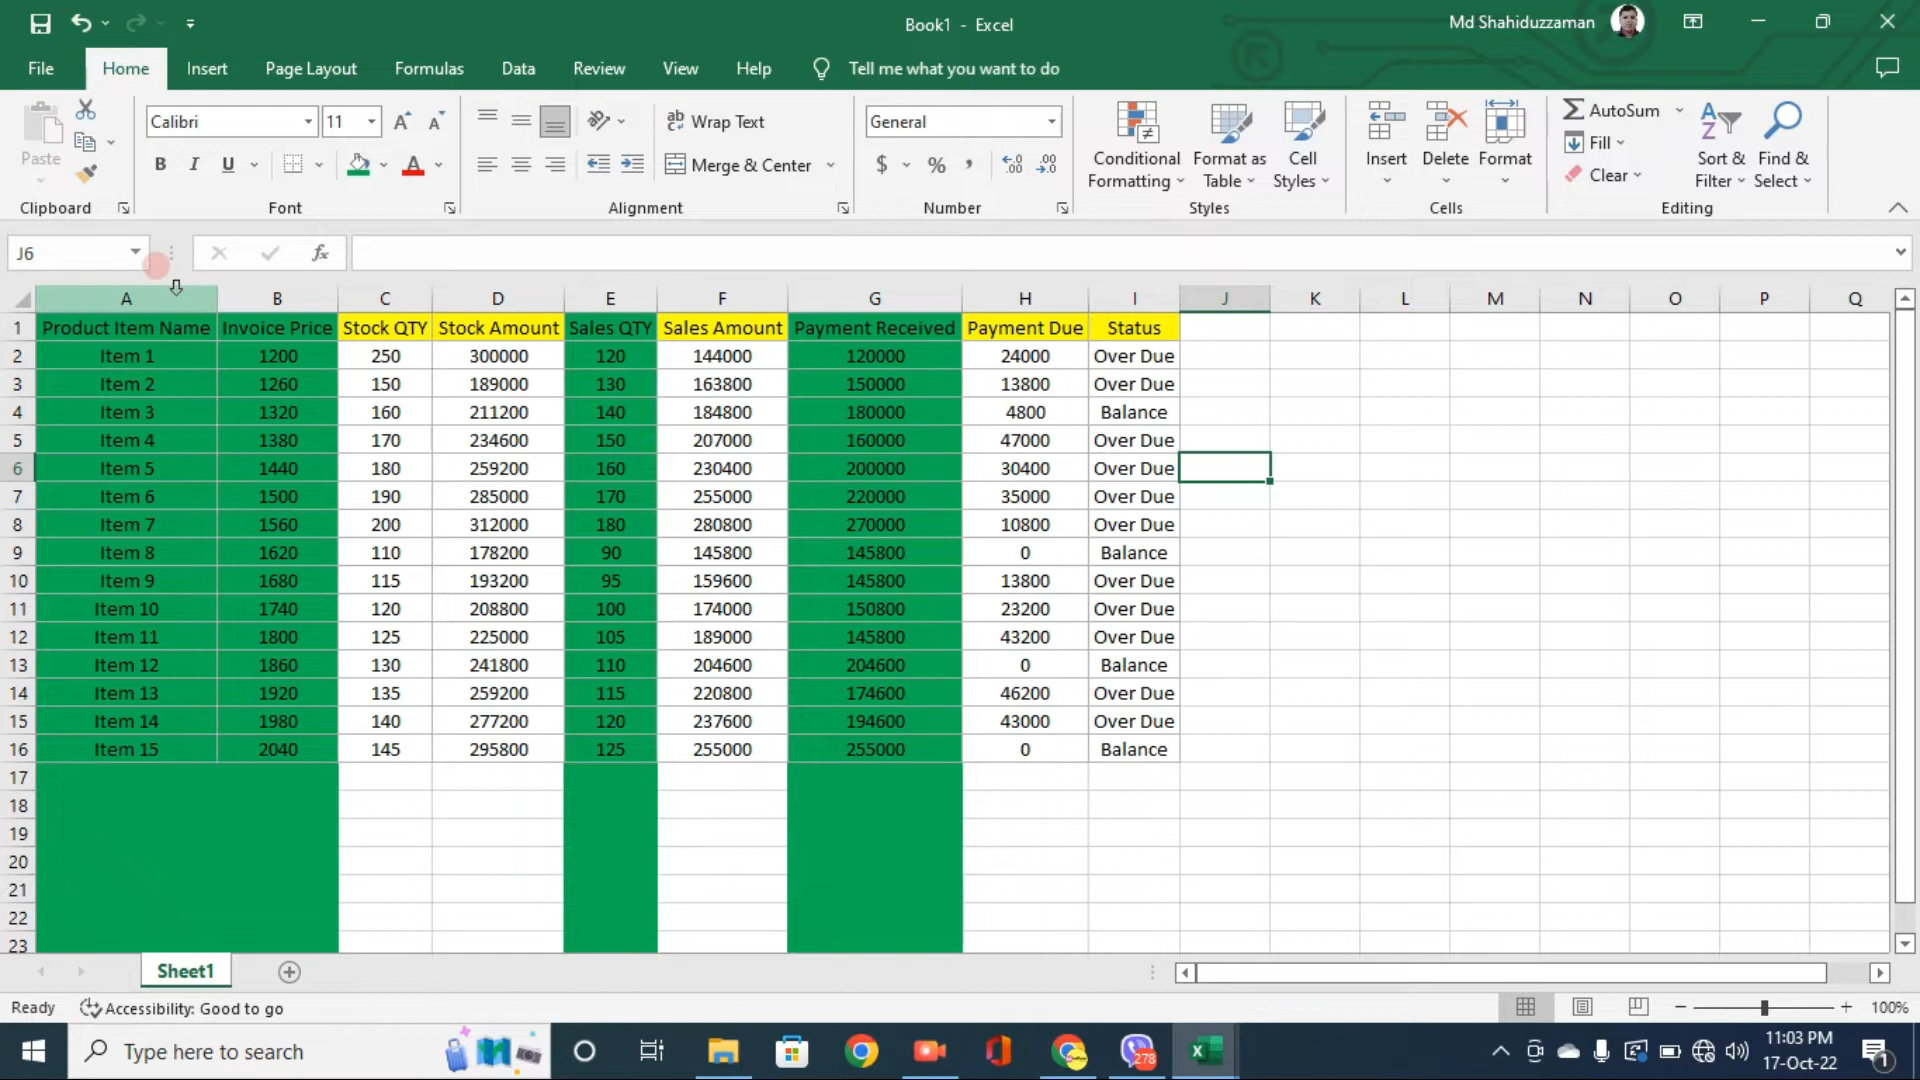 Book1 - Excel
Md Shahiduzzaman
File Home Insert Page Layout Formulas Data Review View Help Tell me what you want to do
Paste
Clipboard
Calibri 11
B I U A
Font
ab Wrap Text
Merge & Center
Alignment
General
$ % , .00
Number
Conditional Formatting
Format as Table
Cell Styles
Styles
Insert Delete Format
Cells
AutoSum
Fill
Clear
Sort & Filter
Find & Select
Editing
J6 fx
A B C D E F G H I J K L M N O P Q
1 Product Item Name Invoice Price Stock QTY Stock Amount Sales QTY Sales Amount Payment Received Payment Due Status
2 Item 1 1200 250 300000 120 144000 120000 24000 Over Due
3 Item 2 1260 150 189000 130 163800 150000 13800 Over Due
4 Item 3 1320 160 211200 140 184800 180000 4800 Balance
5 Item 4 1380 170 234600 150 207000 160000 47000 Over Due
6 Item 5 1440 180 259200 160 230400 200000 30400 Over Due
7 Item 6 1500 190 285000 170 255000 220000 35000 Over Due
8 Item 7 1560 200 312000 180 280800 270000 10800 Over Due
9 Item 8 1620 110 178200 90 145800 145800 0 Balance
10 Item 9 1680 115 193200 95 159600 145800 13800 Over Due
11 Item 10 1740 120 208800 100 174000 150800 23200 Over Due
12 Item 11 1800 125 225000 105 189000 145800 43200 Over Due
13 Item 12 1860 130 241800 110 204600 204600 0 Balance
14 Item 13 1920 135 259200 115 220800 174600 46200 Over Due
15 Item 14 1980 140 277200 120 237600 194600 43000 Over Due
16 Item 15 2040 145 295800 125 255000 255000 0 Balance
17
18
19
20
21
22
23
Sheet1
Ready Accessibility: Good to go 100%
Type here to search
278
11:03 PM
17-Oct-22
1